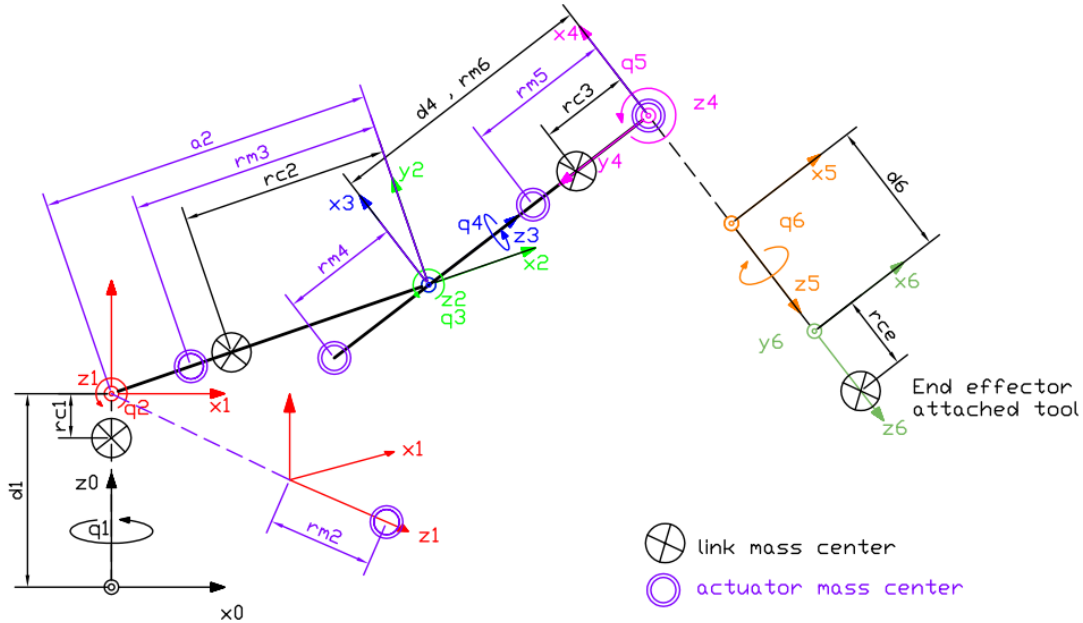 x4
q5
d4 , rm6
rm5
z4
rc3
a2
rm3
rc2
y4
y2
x5
d6
x3
q4
z3
q6
rm4
x2
z2
q3
z5
x6
rce
y6
z1
q2
x1
End effector
attached tool
rc1
z6
x1
z0
d1
z1
q1
rm2
link mass center
actuator mass center
x0